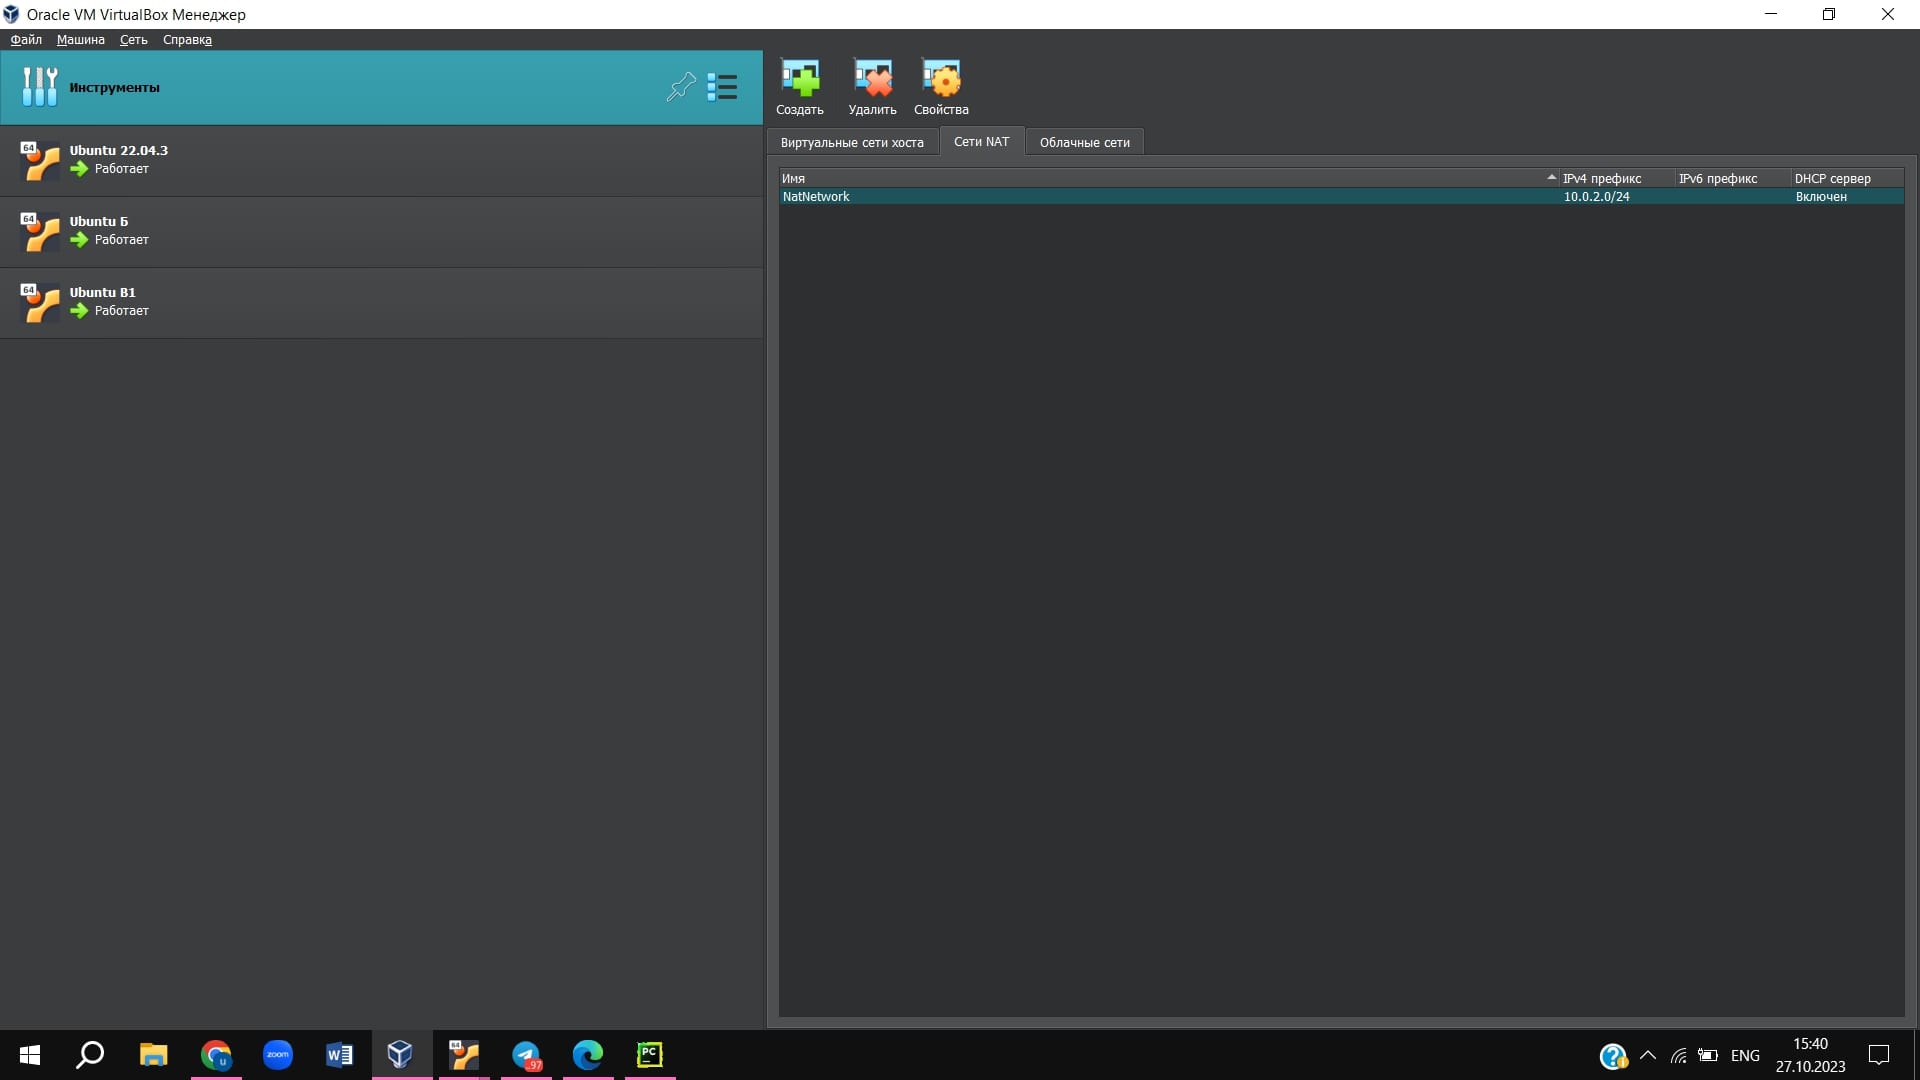 Oracle VM VirtualBox Менеджер
Файл Машина Сеть Справка
Инструменты
64
Ubuntu 22.04.3
Работает
64
Ubuntu Б
Работает
64
Ubuntu B1
Работает
Создать Удалить Свойства
Виртуальные сети хоста Сети NAT Облачные сети
Имя IPv4 префикс IPv6 префикс DHCP сервер
NatNetwork 10.0.2.0/24 Включен
u
zoom
W
64
97
PC
ENG
15:40
27.10.2023